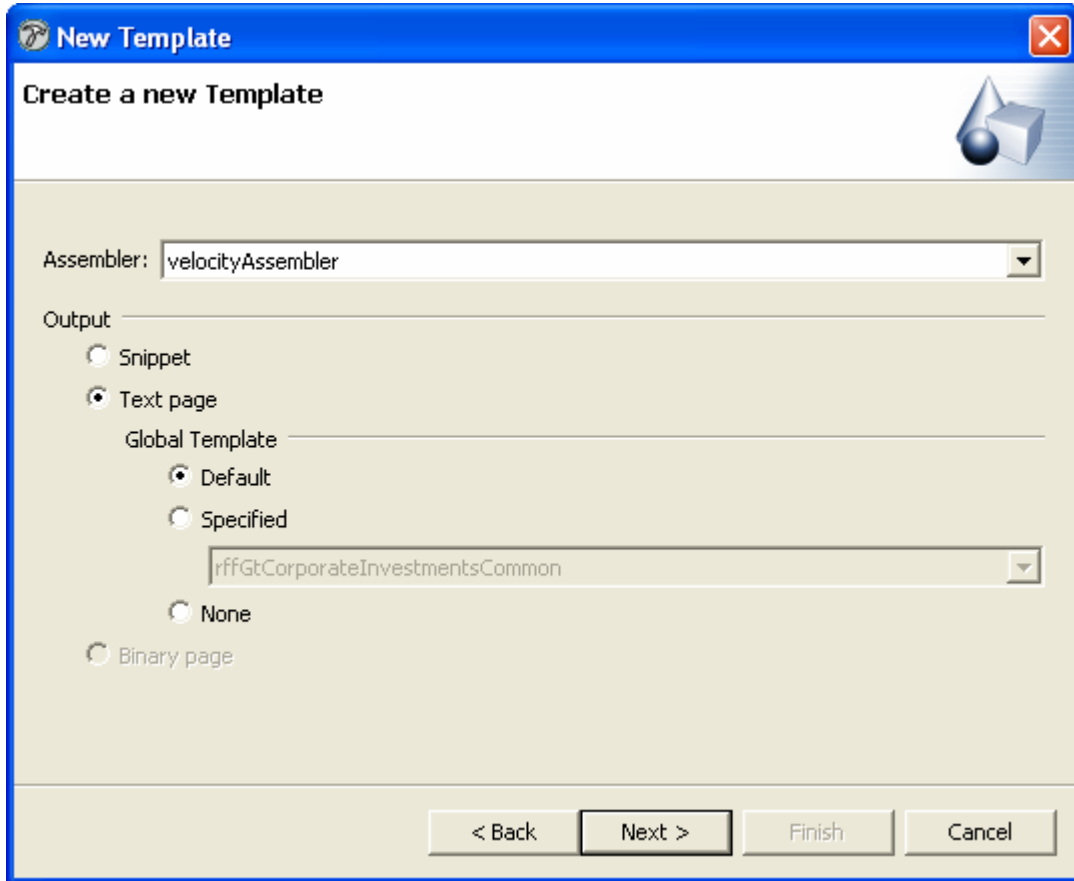 New Template
Create a new Template
Assembler: velocityAssembler
Output
Snippet
Text page
Global Template
Default
Specified
rffGtCorporateInvestmentsCommon
None
Binary page
< Back Next > Finish Cancel